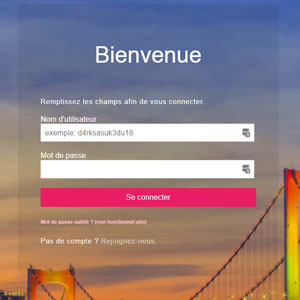 Bienvenue
Remplissez les champs afin de vous connecter.
Nom d'utilisateur
exemple: d4rksasuk3du18
Mot de passe
Se connecter
Mot de passe oublié ? (non fonctionnel atm)
Pas de compte ? Rejoignez-nous.